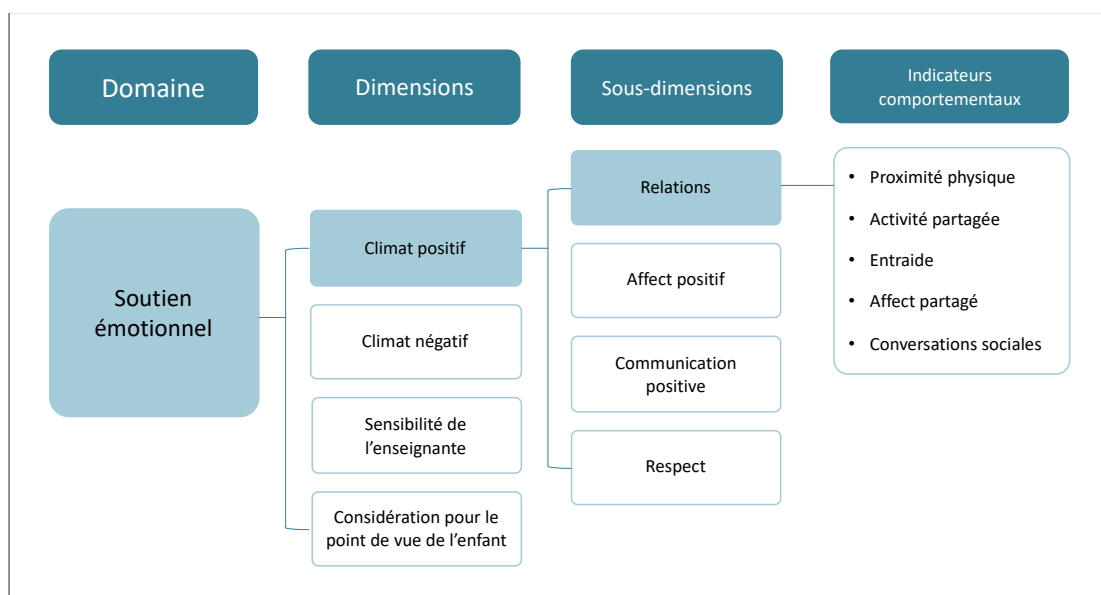 Domaine
Dimensions
Sous-dimensions
Indicateurs
comportementaux
Soutien
émotionnel
Climat positif
Climat négatif
Sensibilité de
l’enseignante
Considération pour le
point de vue de l’enfant
Relations
Affect positif
Communication
positive
Respect
• Proximité physique
• Activité partagée
• Entraide
• Affect partagé
• Conversations sociales